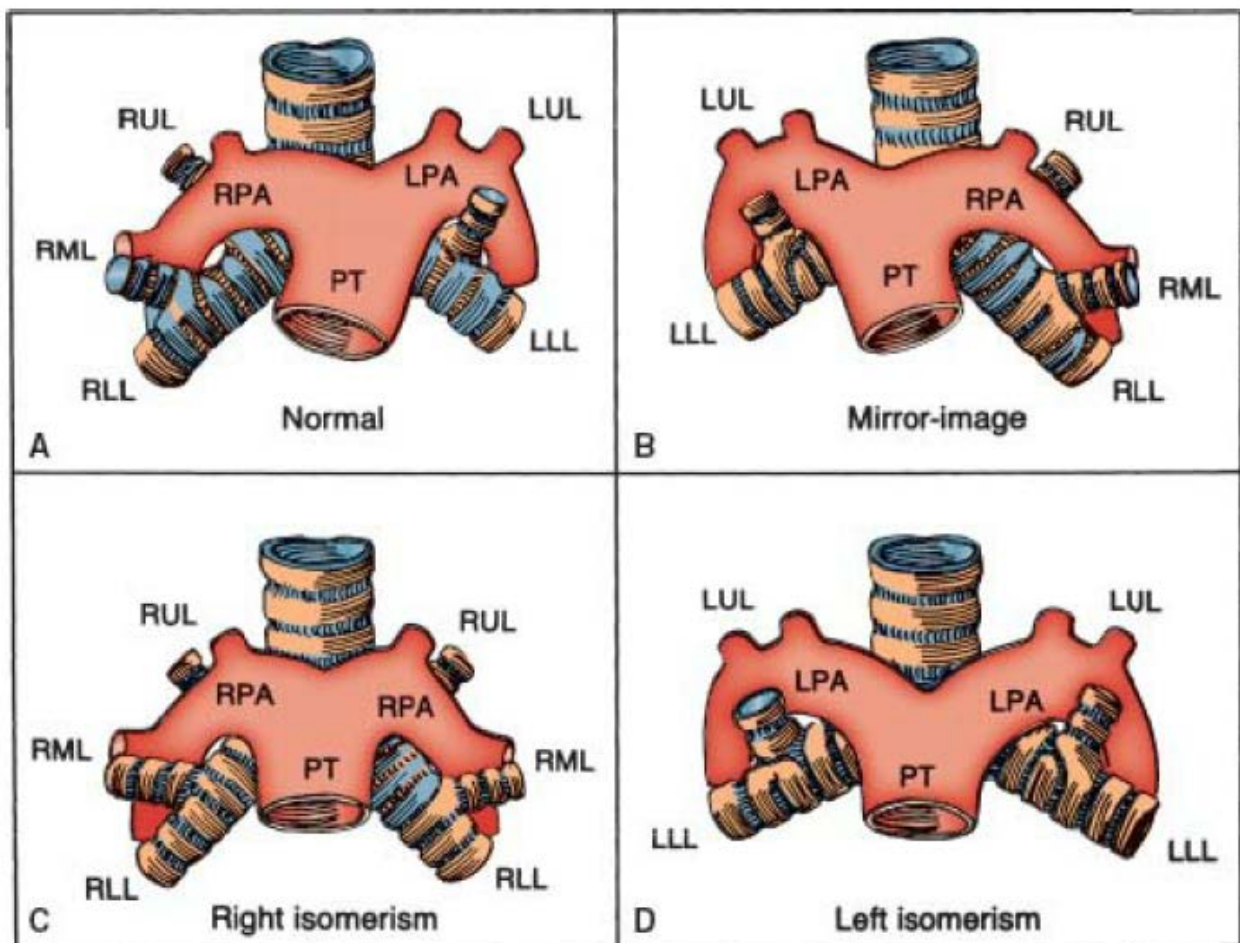 RUL
LUL
RPA
LPA
RML
PT
LLL
RLL
Normal
A
LUL
RUL
LPA
RPA
PT
RML
LLL
RLL
Mirror-image
B
RUL
RUL
RPA
RPA
RML
RML
PT
RLL
RLL
Right isomerism
C
LUL
LUL
LPA
LPA
PT
LLL
LLL
Left isomerism
D